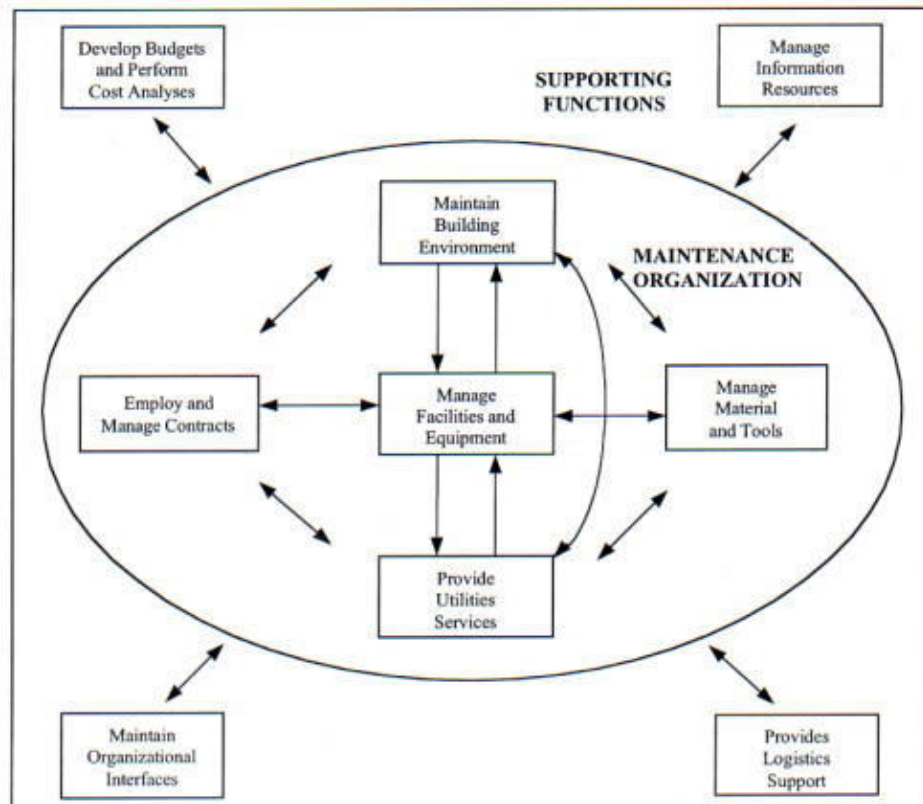 Develop Budgets
and Perform
Cost Analyses
SUPPORTING
FUNCTIONS
Manage
Information
Resources
Maintain
Building
Environment
MAINTENANCE
ORGANIZATION
Employ and
Manage Contracts
Manage
Facilities and
Equipment
Manage
Material
and Tools
Provide
Utilities
Services
Maintain
Organizational
Interfaces
Provides
Logistics
Support